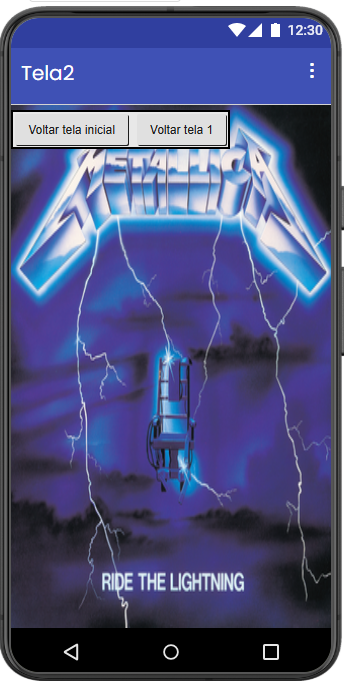 12:30
Tela2
Voltar tela inicial Voltar tela 1
METALLICA
RIDE THE LIGHTNING